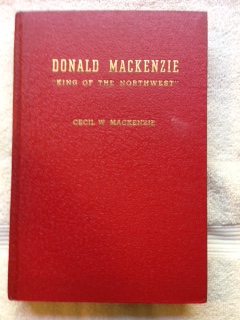 DONALD MACKENZIE
"KING OF THE NORTHWEST"
CECIL W. MACKENZIE